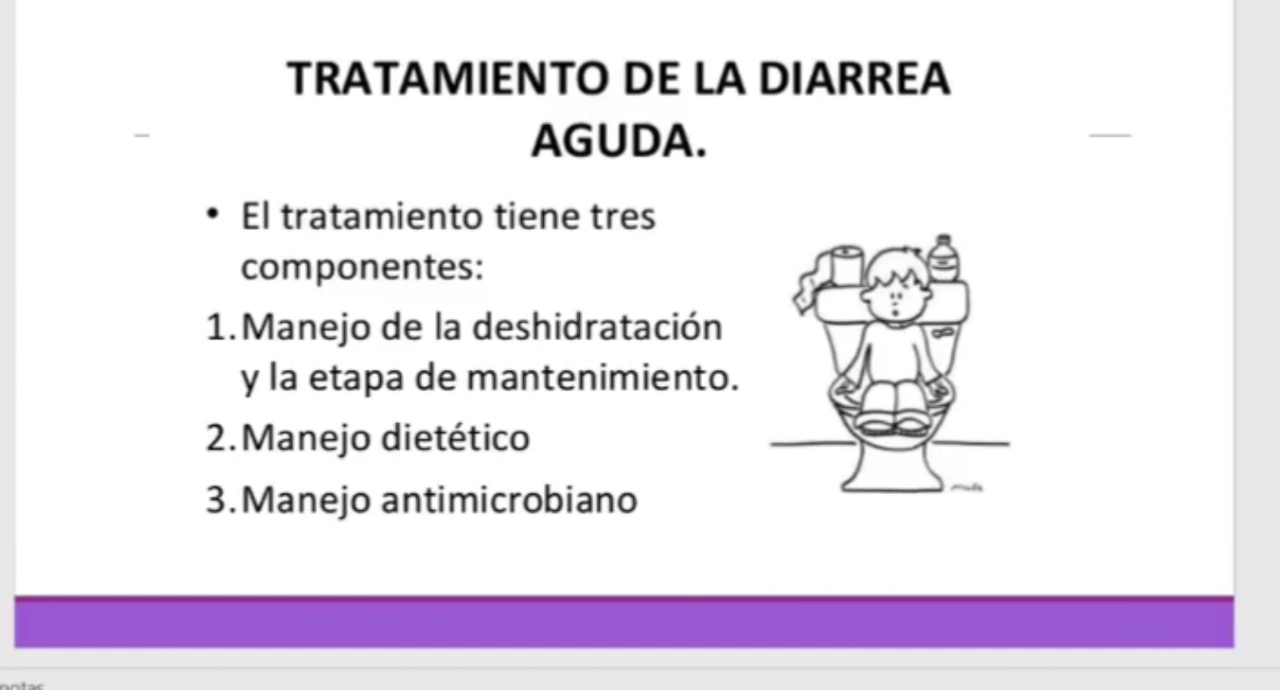 TRATAMIENTO DE LA DIARREA
AGUDA.
• El tratamiento tiene tres
componentes:
1. Manejo de la deshidratación
y la etapa de mantenimiento.
2. Manejo dietético
3. Manejo antimicrobiano